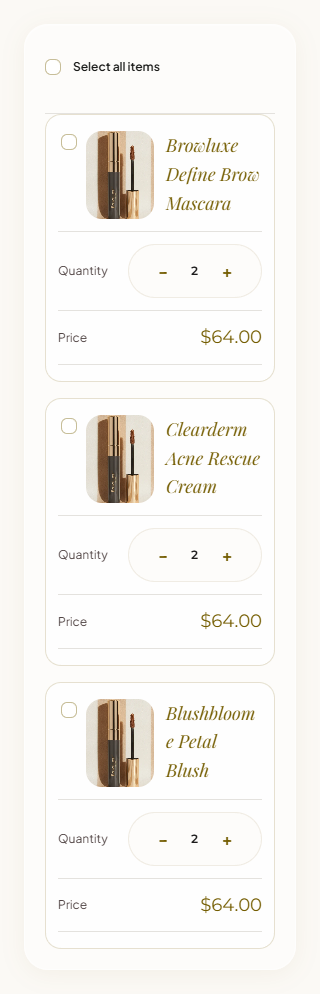 Select all items
Browluxe
Define Brow
Mascara
Quantity
– 2 +
Price
$64.00
Clearderm
Acne Rescue
Cream
Quantity
– 2 +
Price
$64.00
Blushbloom
e Petal
Blush
Quantity
– 2 +
Price
$64.00